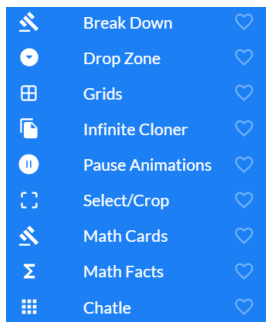 Break Down
Drop Zone
Grids
Infinite Cloner
Pause Animations
Select/Crop
Math Cards
Math Facts
Chatle